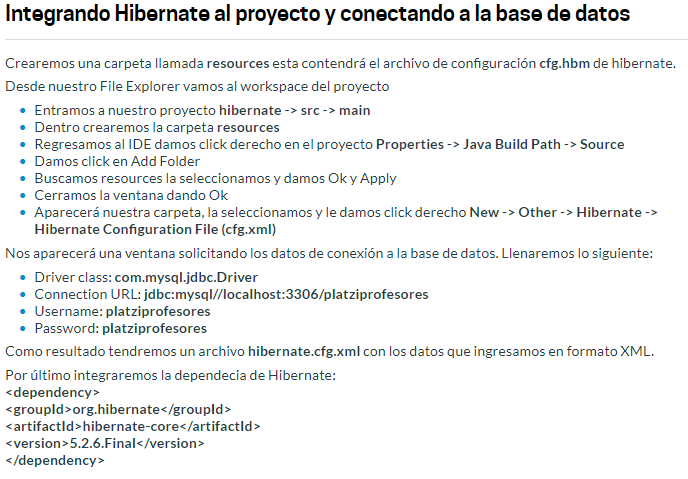 Integrando Hibernate al proyecto y conectando a la base de datos
Crearemos una carpeta llamada resources esta contendrá el archivo de configuración cfg.hbm de hibernate.
Desde nuestro File Explorer vamos al workspace del proyecto
• Entramos a nuestro proyecto hibernate -> src -> main
• Dentro crearemos la carpeta resources
• Regresamos al IDE damos click derecho en el proyecto Properties -> Java Build Path -> Source
• Damos click en Add Folder
• Buscamos resources la seleccionamos y damos Ok y Apply
• Cerramos la ventana dando Ok
• Aparecerá nuestra carpeta, la seleccionamos y le damos click derecho New -> Other -> Hibernate ->
Hibernate Configuration File (cfg.xml)
Nos aparecerá una ventana solicitando los datos de conexión a la base de datos. Llenaremos lo siguiente:
• Driver class: com.mysql.jdbc.Driver
• Connection URL: jdbc:mysql//localhost:3306/platziprofesores
• Username: platziprofesores
• Password: platziprofesores
Como resultado tendremos un archivo hibernate.cfg.xml con los datos que ingresamos en formato XML.
Por último integraremos la dependecia de Hibernate:
<dependency>
<groupId>org.hibernate</groupId>
<artifactId>hibernate-core</artifactId>
<version>5.2.6.Final</version>
</dependency>